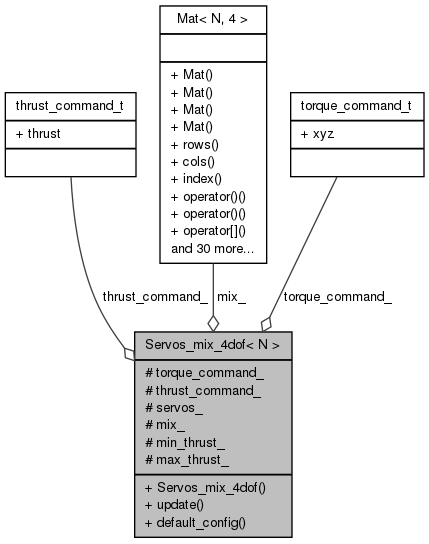 Mat< N, 4 >
+ Mat()
+ Mat()
+ Mat()
+ Mat()
+ rows()
+ cols()
+ index()
+ operator()()
+ operator()()
+ operator[]()
and 30 more...
thrust_command_t
+ thrust
torque_command_t
+ xyz
thrust_command_
mix_
torque_command_
Servos_mix_4dof< N >
# torque_command_
# thrust_command_
# servos_
# mix_
# min_thrust_
# max_thrust_
+ Servos_mix_4dof()
+ update()
+ default_config()